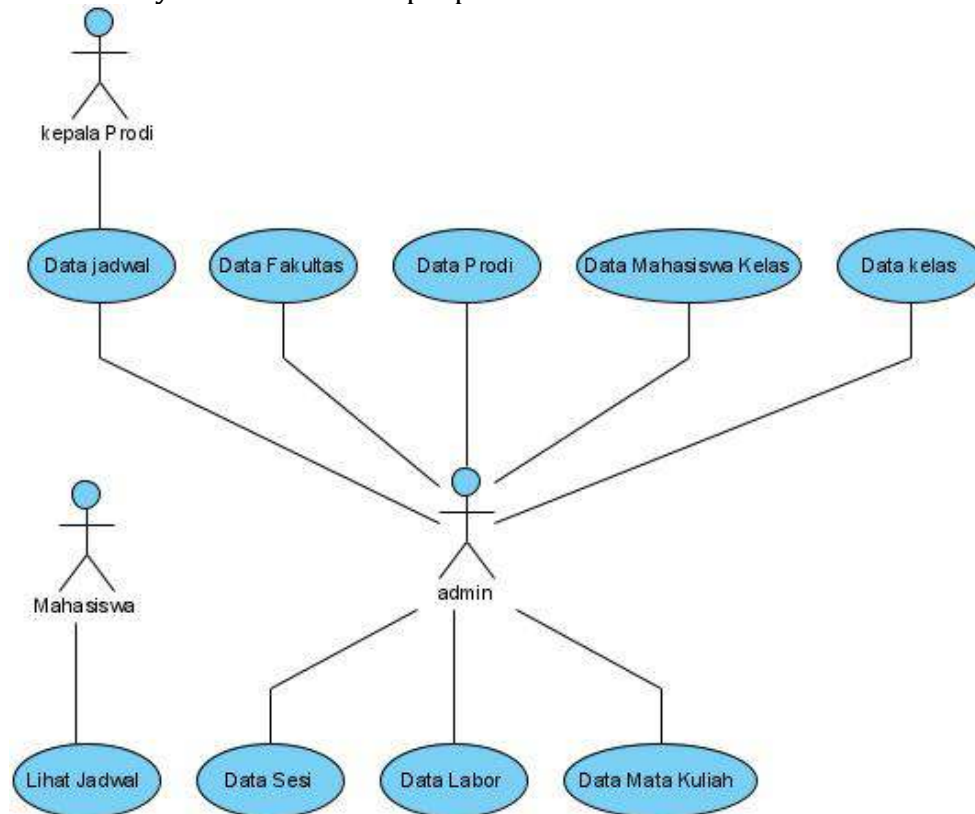 kepala Prodi
Data jadwal
Data Fakultas
Data Prodi
Data Mahasiswa Kelas
Data kelas
Mahasiswa
admin
Lihat Jadwal
Data Sesi
Data Labor
Data Mata Kuliah